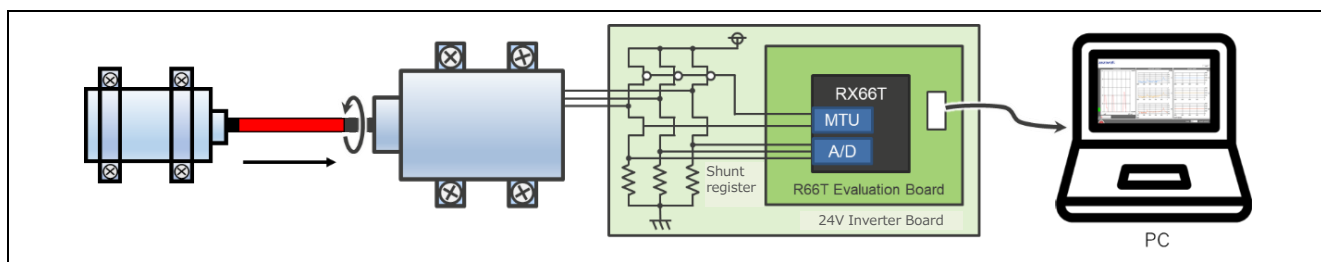 RX66T
MTU
A/D
Shunt
register
R66T Evaluation Board
24V Inverter Board
PC